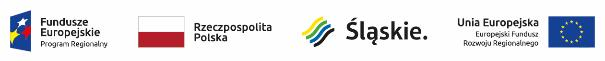 Fundusze
Europejskie
Program Regionalny
Rzeczpospolita
Polska
Śląskie.
Unia Europejska
Europejski Fundusz
Rozwoju Regionalnego